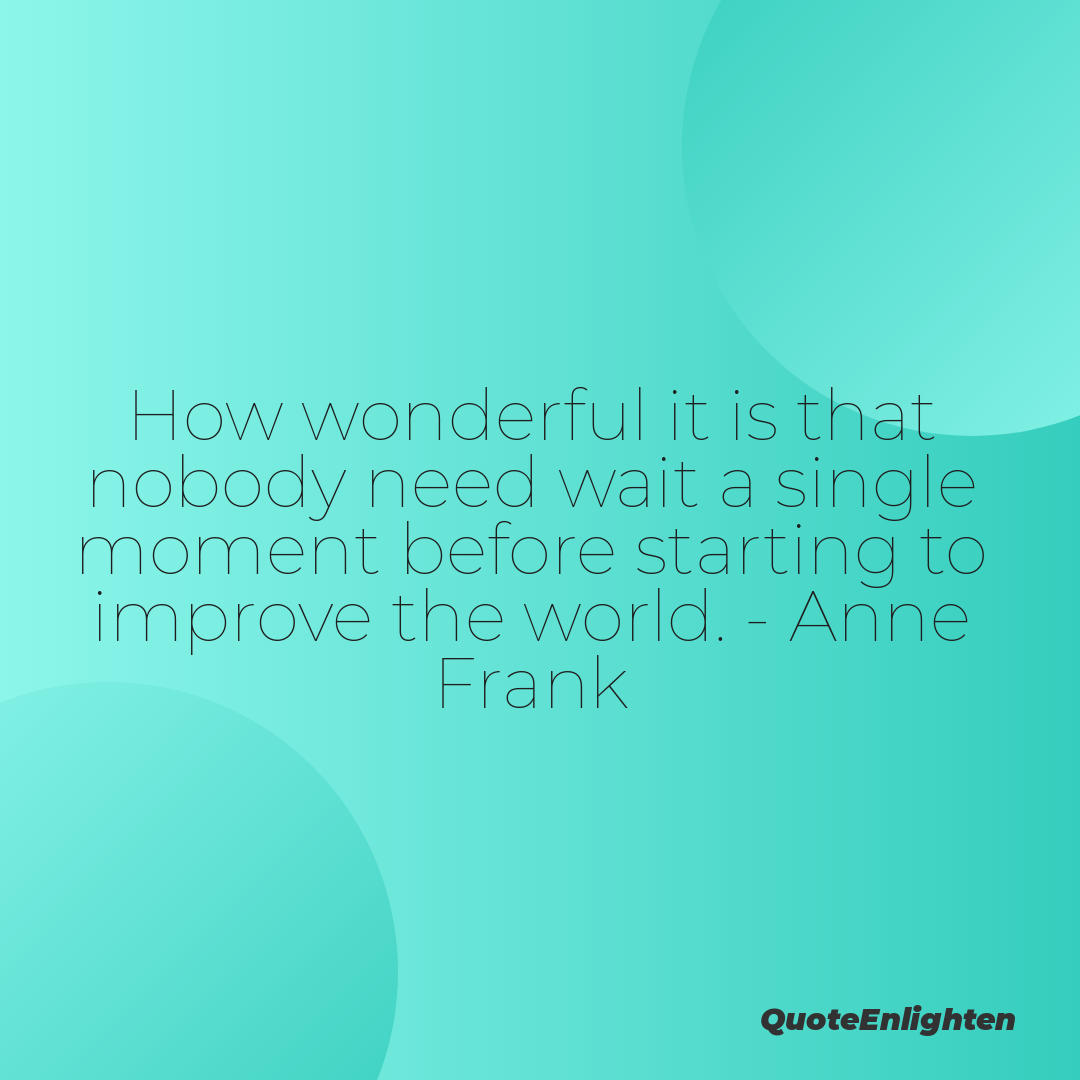 How wonderful it is that
nobody need wait a single
moment before starting to
improve the world. - Anne
Frank
QuoteEnlighten